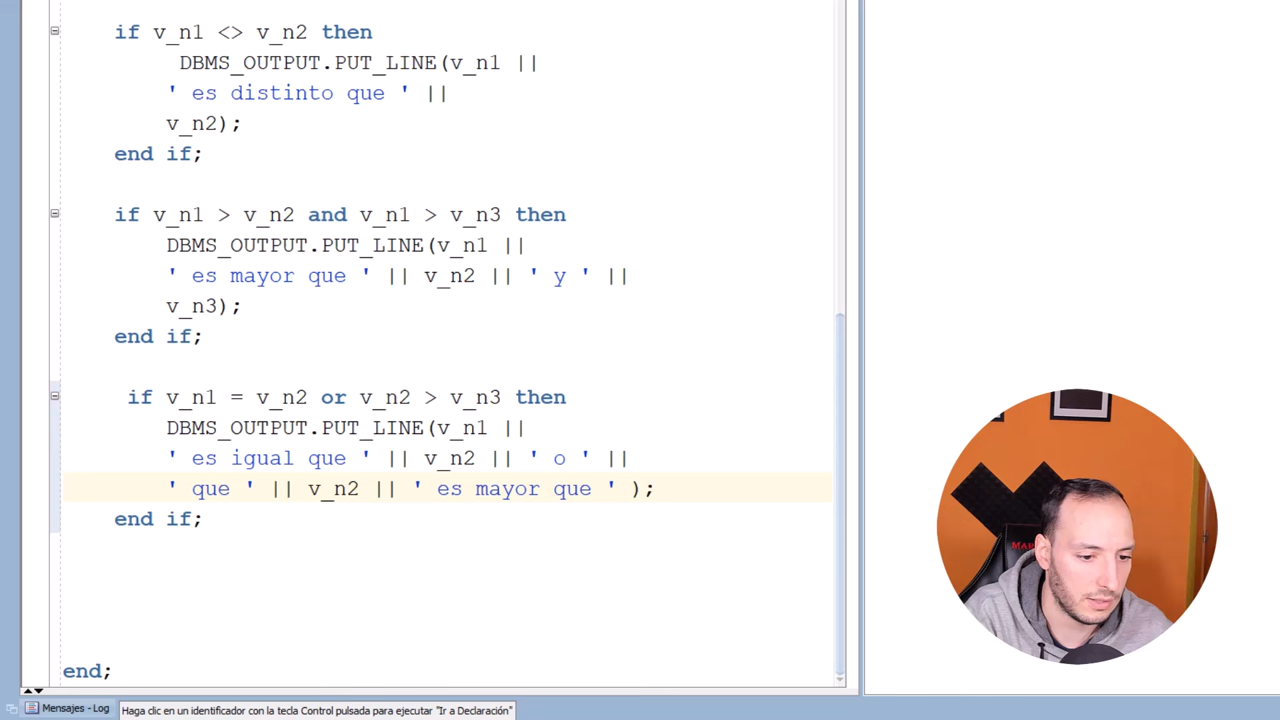 if v_n1 <> v_n2 then
DBMS_OUTPUT.PUT_LINE(v_n1 ||
' es distinto que ' ||
v_n2);
end if;
if v_n1 > v_n2 and v_n1 > v_n3 then
DBMS_OUTPUT.PUT_LINE(v_n1 ||
' es mayor que ' || v_n2 || ' y ' ||
v_n3);
end if;
if v_n1 = v_n2 or v_n2 > v_n3 then
DBMS_OUTPUT.PUT_LINE(v_n1 ||
' es igual que ' || v_n2 || ' o ' ||
' que ' || v_n2 || ' es mayor que ' );
end if;
end;
Mensajes - Log
Haga clic en un identificador con la tecla Control pulsada para ejecutar "Ir a Declaración"